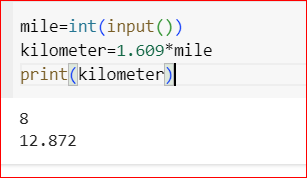 mile=int(input())
kilometer=1.609*mile
print(kilometer)
8
12.872